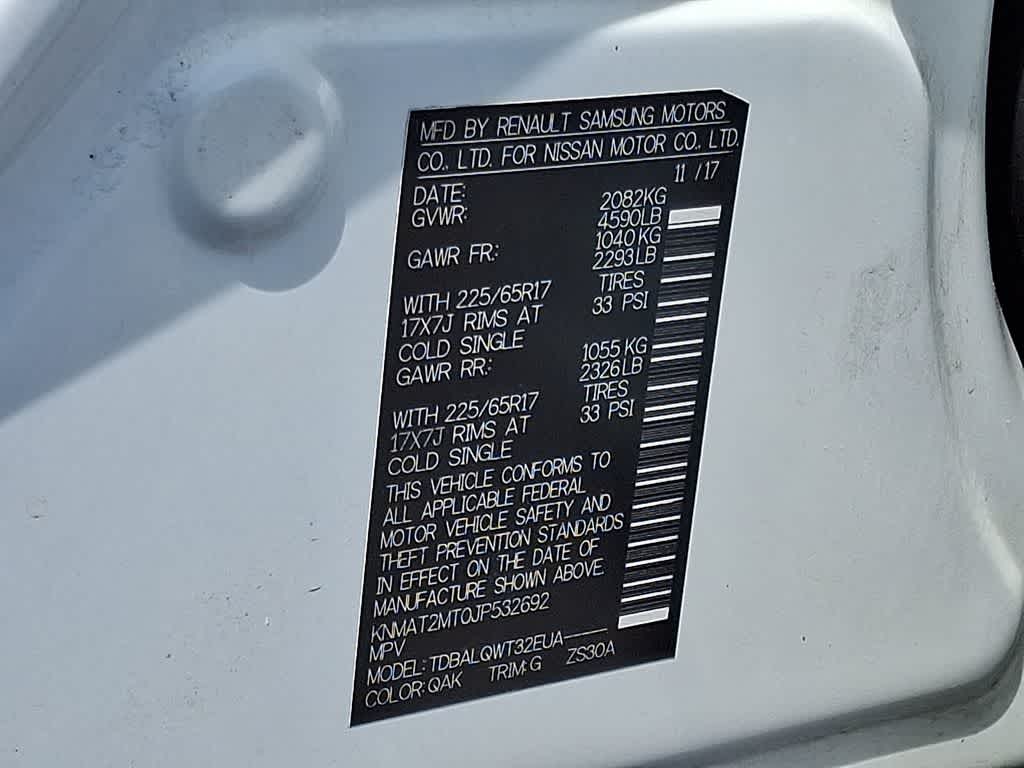 MFD BY RENAULT SAMSUNG MOTORS
CO., LTD. FOR NISSAN MOTOR CO., LTD.
DATE: 11 /17
GVWR: 2082KG
4590LB
GAWR FR: 1040 KG
2293LB
WITH 225/65R17 TIRES
17X7J RIMS AT 33 PSI
COLD SINGLE
GAWR RR: 1055 KG
2326LB
WITH 225/65R17 TIRES
17X7J RIMS AT 33 PSI
COLD SINGLE
THIS VEHICLE CONFORMS TO
ALL APPLICABLE FEDERAL
MOTOR VEHICLE SAFETY AND
THEFT PREVENTION STANDARDS
IN EFFECT ON THE DATE OF
MANUFACTURE SHOWN ABOVE.
KNMAT2MT0JP532692
MPV
MODEL: TDBALQWT32EUA-----
COLOR: QAK TRIM: G ZS30A